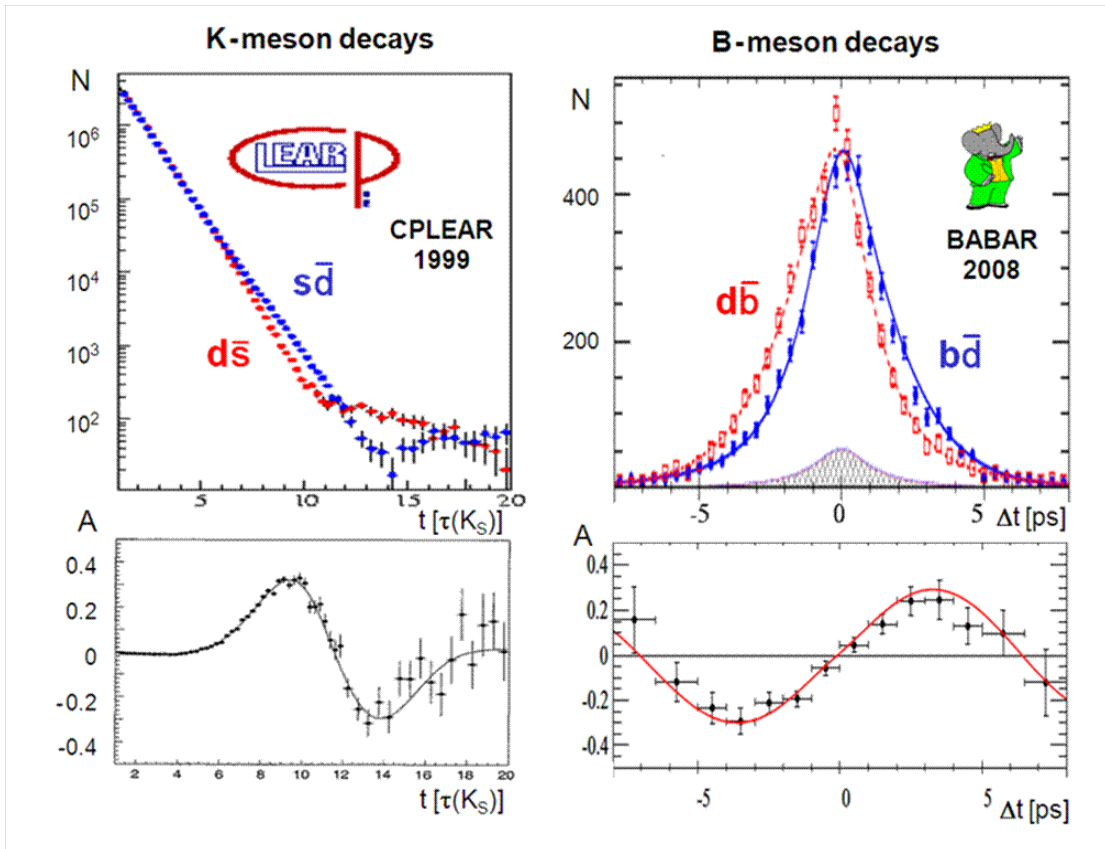 K-meson decays
N
10⁶
10⁵
10⁴
10³
10²
5
10
15
20
t [τ(K_S)]
LEAR
CPLEAR
1999
sd̅
ds̅
A
0.4
0.2
0
-0.2
-0.4
2
4
6
8
10
12
14
16
18
20
t [τ(K_S)]
B-meson decays
N
400
200
-5
0
5
Δt [ps]
BABAR
2008
db̅
bd̅
A
0.4
0.2
0
-0.2
-0.4
-5
0
5
Δt [ps]